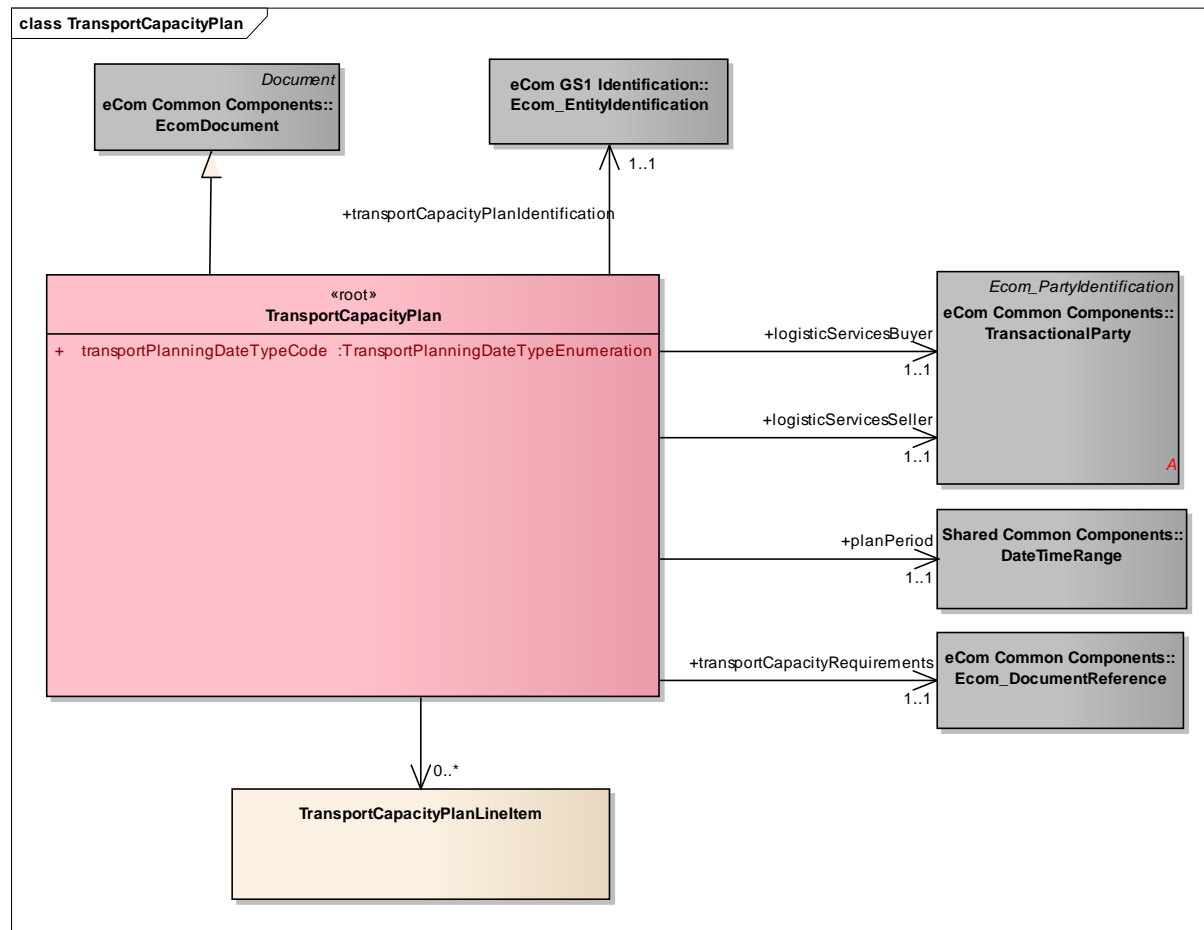 class TransportCapacityPlan
Document
eCom Common Components::
EcomDocument
eCom GS1 Identification::
Ecom_EntityIdentification
1..1
+transportCapacityPlanIdentification
«root»
TransportCapacityPlan
+ transportPlanningDateTypeCode :TransportPlanningDateTypeEnumeration
+logisticServicesBuyer
1..1
+logisticServicesSeller
1..1
Ecom_PartyIdentification
eCom Common Components::
TransactionalParty
A
+planPeriod
1..1
Shared Common Components::
DateTimeRange
+transportCapacityRequirements
1..1
eCom Common Components::
Ecom_DocumentReference
0..*
TransportCapacityPlanLineItem